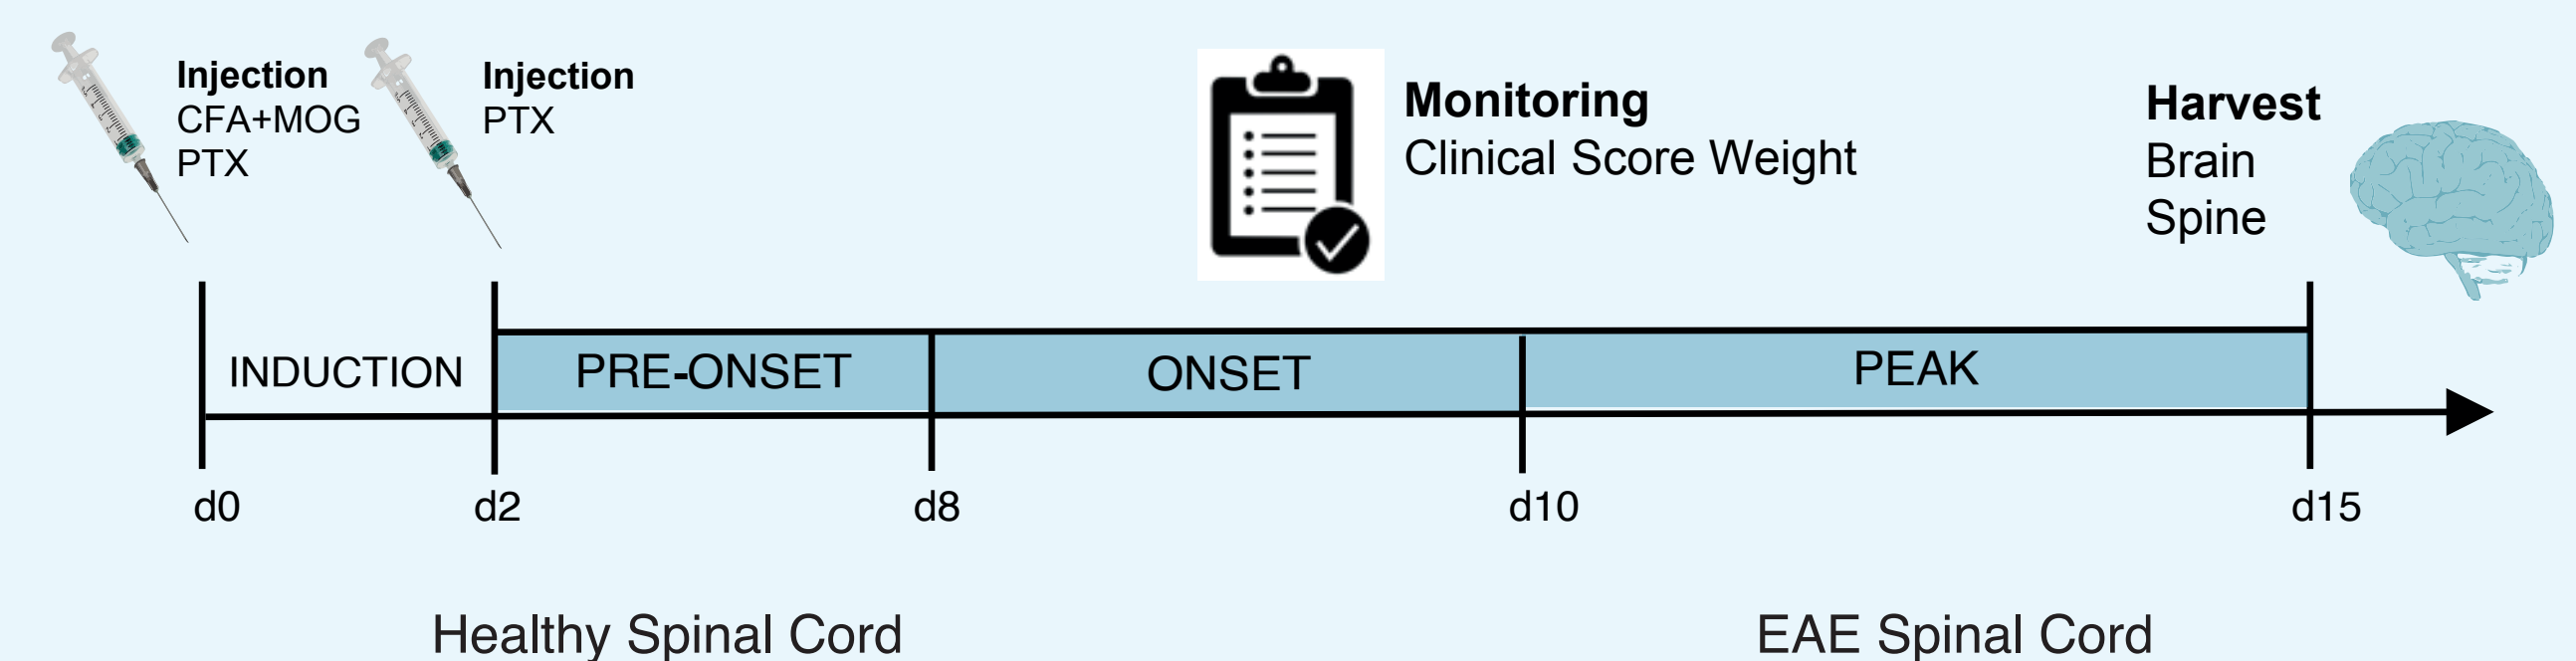 Injection
CFA+MOG
PTX
Injection
PTX
Monitoring
Clinical Score Weight
Harvest
Brain
Spine
INDUCTION
PRE-ONSET
ONSET
PEAK
d0
d2
d8
d10
d15
Healthy Spinal Cord
EAE Spinal Cord